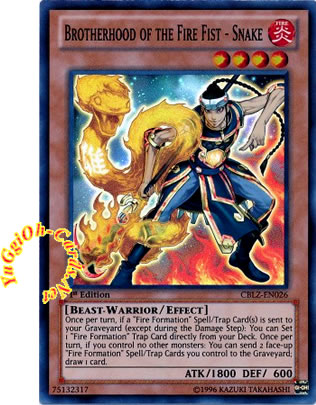 BROTHERHOOD OF THE FIRE FIST - SNAKE
FIRE
炎
YuGgiOh-Cards.Net
1st Edition
CBLZ-EN026
[BEAST-WARRIOR/EFFECT]
Once per turn, if a "Fire Formation" Spell/Trap Card(s) is sent to
your Graveyard (except during the Damage Step): You can Set
1 "Fire Formation" Trap Card directly from your Deck. Once per
turn, if you control no other monsters: You can send 2 face-up
"Fire Formation" Spell/Trap Cards you control to the Graveyard;
draw 1 card.
ATK/1800 DEF/ 600
75132317
©1996 KAZUKI TAKAHASHI